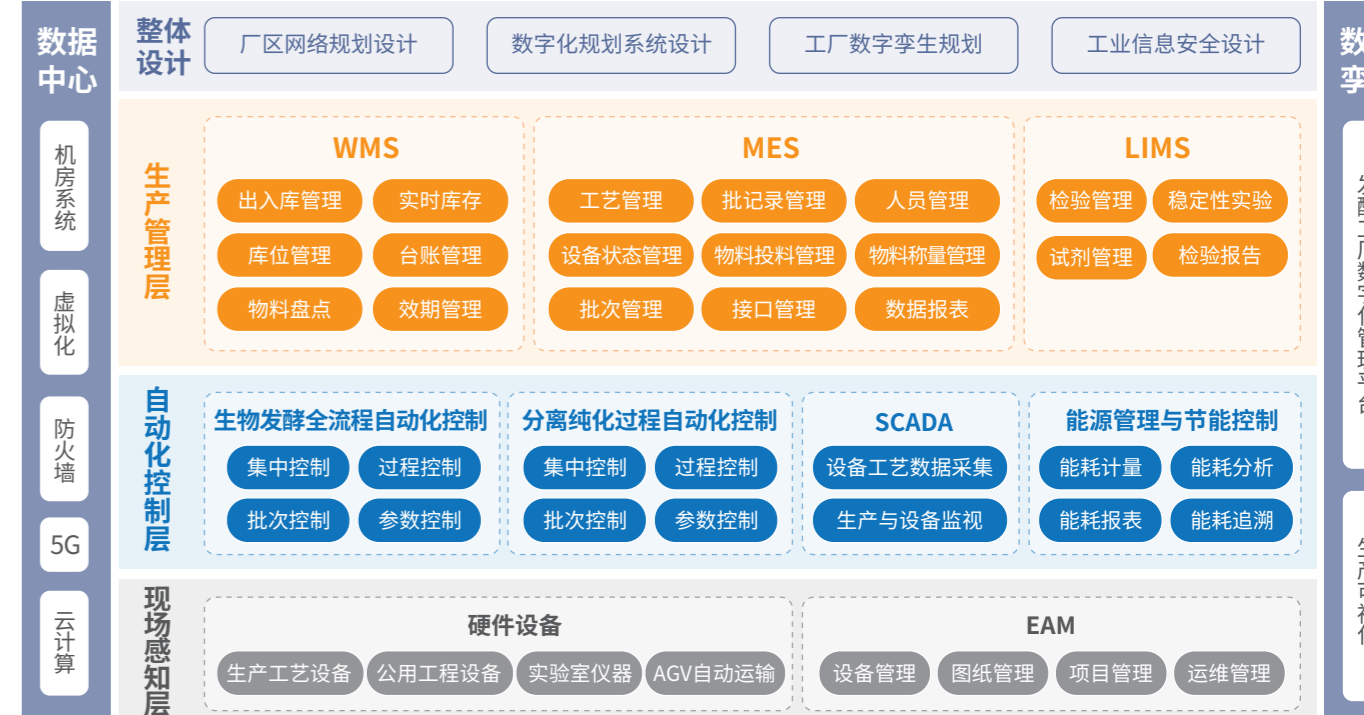 数据
中心
机房系统
虚拟化
防火墙
5G
云计算
整体
设计
厂区网络规划设计
数字化规划系统设计
工厂数字孪生规划
工业信息安全设计
生产管理层
WMS
出入库管理
实时库存
库位管理
台账管理
物料盘点
效期管理
MES
工艺管理
批记录管理
人员管理
设备状态管理
物料投料管理
物料称量管理
批次管理
接口管理
数据报表
LIMS
检验管理
稳定性实验
试剂管理
检验报告
自动化控制层
生物发酵全流程自动化控制
集中控制
过程控制
批次控制
参数控制
分离纯化过程自动化控制
集中控制
过程控制
批次控制
参数控制
SCADA
设备工艺数据采集
生产与设备监视
能源管理与节能控制
能耗计量
能耗分析
能耗报表
能耗追溯
现场感知层
硬件设备
生产工艺设备
公用工程设备
实验室仪器
AGV自动运输
EAM
设备管理
图纸管理
项目管理
运维管理
数
孪